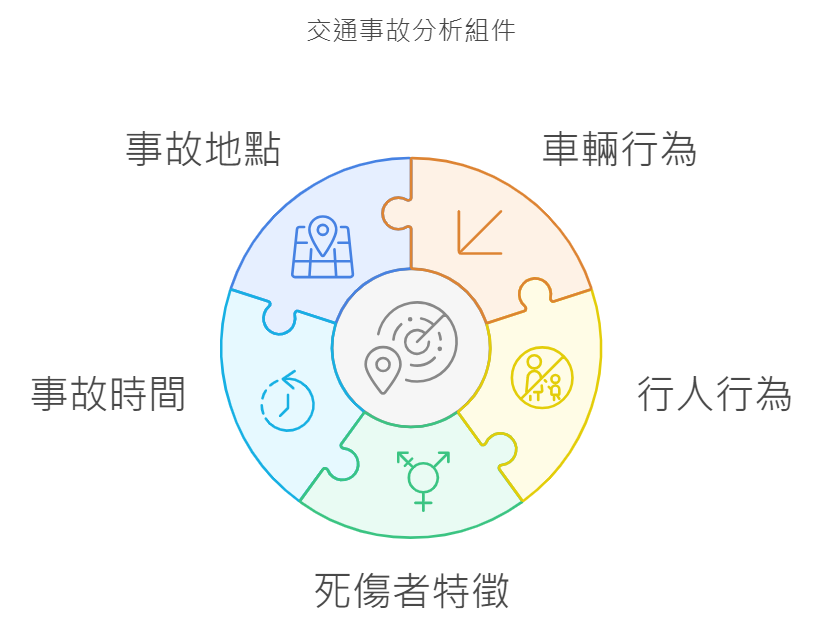 交通事故分析組件
事故地點
車輛行為
事故時間
行人行為
死傷者特徵